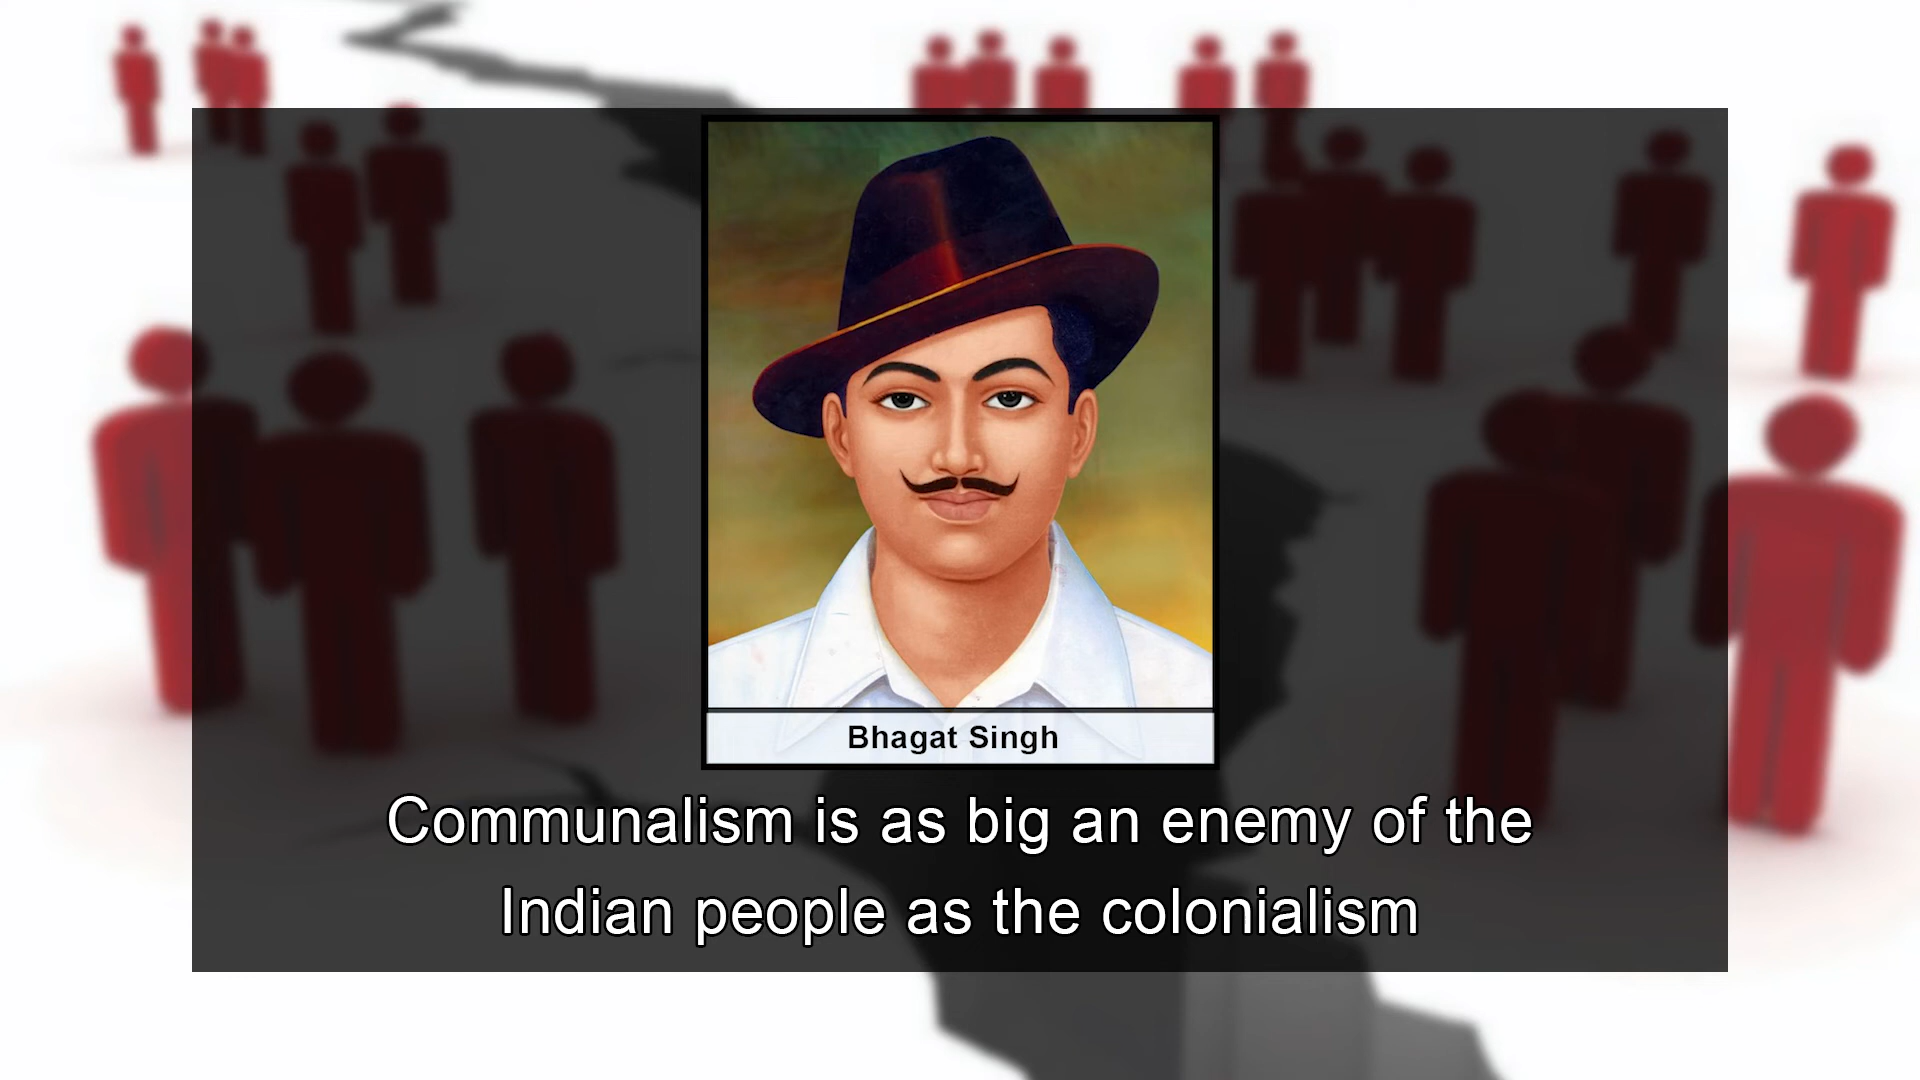 Bhagat Singh
Communalism is as big an enemy of the
Indian people as the colonialism